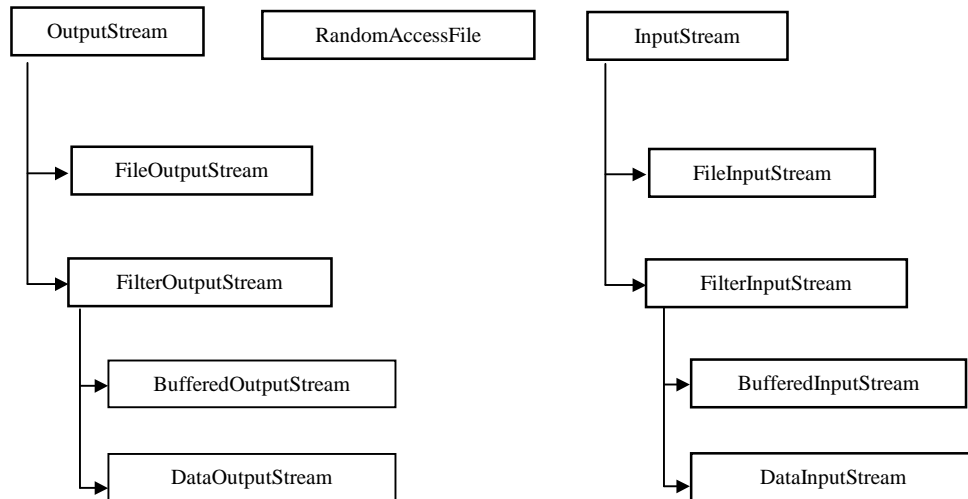 OutputStream
RandomAccessFile
InputStream
FileOutputStream
FileInputStream
FilterOutputStream
FilterInputStream
BufferedOutputStream
BufferedInputStream
DataOutputStream
DataInputStream